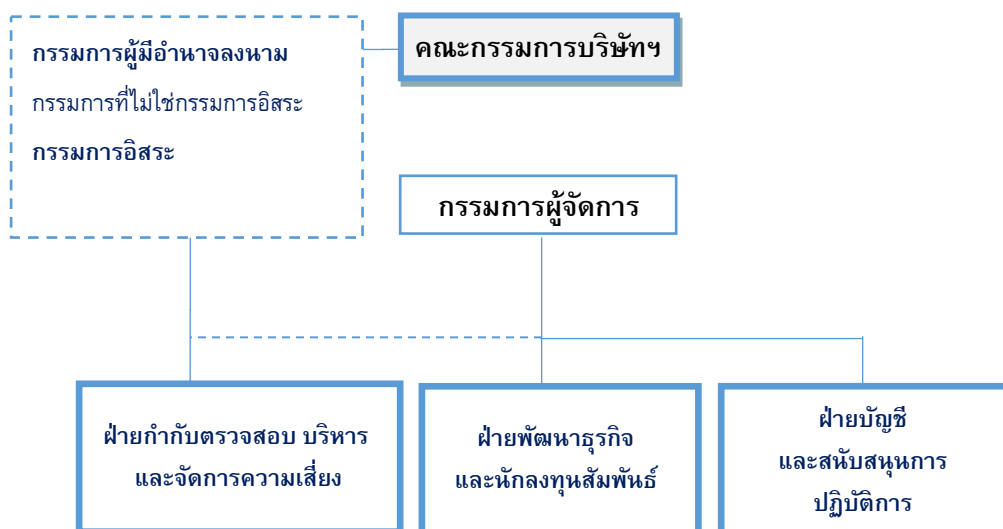 กรรมการผู้มีอำนาจลงนาม
กรรมการที่ไม่ใช่กรรมการอิสระ
กรรมการอิสระ
คณะกรรมการบริษัทฯ
กรรมการผู้จัดการ
ฝ่ายกำกับตรวจสอบ บริหาร
และจัดการความเสี่ยง
ฝ่ายพัฒนาธุรกิจ
และนักลงทุนสัมพันธ์
ฝ่ายบัญชี
และสนับสนุนการ
ปฏิบัติการ